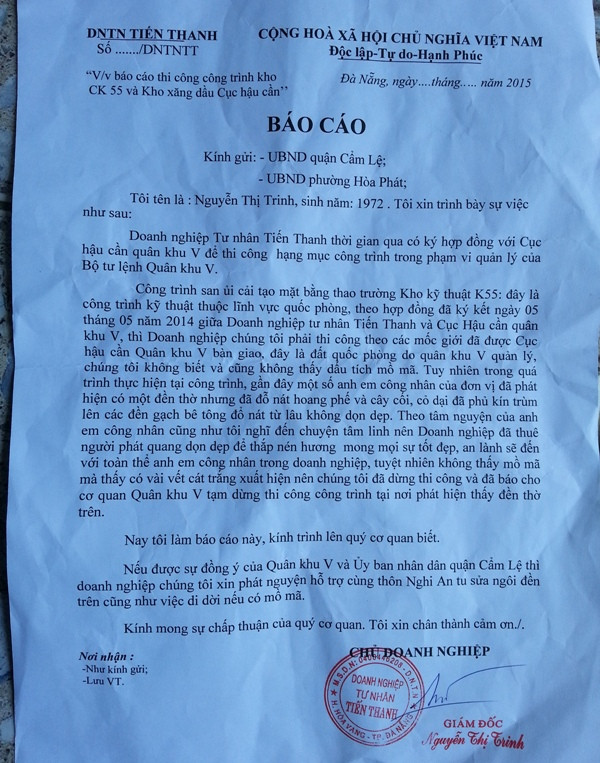 DNTN TIẾN THANH
Số ......./DNTNTT
CỘNG HOÀ XÃ HỘI CHỦ NGHĨA VIỆT NAM
Độc lập-Tự do-Hạnh Phúc
“V/v báo cáo thi công công trình kho
CK 55 và Kho xăng dầu Cục hậu cần’’
Đà Nẵng, ngày....tháng..... năm 2015
BÁO CÁO
Kính gửi: - UBND quận Cẩm Lệ;
- UBND phường Hòa Phát;
Tôi tên là : Nguyễn Thị Trinh, sinh năm: 1972 . Tôi xin trình bày sự việc
như sau:
Doanh nghiệp Tư nhân Tiến Thanh thời gian qua có ký hợp đồng với Cục
hậu cần quân khu V để thi công hạng mục công trình trong phạm vi quản lý của
Bộ tư lệnh Quân khu V.
Công trình san ủi cải tạo mặt bằng thao trường Kho kỹ thuật K55: đây là
công trình kỹ thuật thuộc lĩnh vực quốc phòng, theo hợp đồng đã ký kết ngày 05
tháng 05 năm 2014 giữa Doanh nghiệp tư nhân Tiến Thanh và Cục Hậu cần quân
khu V, thì Doanh nghiệp chúng tôi phải thi công theo các mốc giới đã được Cục
hậu cần Quân khu V bàn giao, đây là đất quốc phòng do quân khu V quản lý,
chúng tôi không biết và cũng không thấy dấu tích mồ mã. Tuy nhiên trong quá
trình thực hiện tại công trình, gần đây một số anh em công nhân của đơn vị đã phát
hiện có một đền thờ nhưng đã đổ nát hoang phế và cây cối, cỏ dại đã phủ kín trùm
lên các đền gạch bê tông đổ nát từ lâu không dọn dẹp. Theo tâm nguyện của anh
em công nhân cũng như tôi nghĩ đến chuyện tâm linh nên Doanh nghiệp đã thuê
người phát quang dọn dẹp để thắp nén hương mong mọi sự tốt đẹp, an lành sẽ đến
với toàn thể anh em công nhân trong doanh nghiệp, tuyệt nhiên không thấy mồ mã
mả thấy có vài vết cát trắng xuất hiện nên chúng tôi đã dừng thi công và đã báo cho
cơ quan Quân khu V tạm dừng thi công công trình tại nơi phát hiện thấy đền thờ
trên.
Nay tôi làm báo cáo này, kính trình lên quý cơ quan biết.
Nếu được sự đồng ý của Quân khu V và Ủy ban nhân dân quận Cẩm Lệ thì
doanh nghiệp chúng tôi xin phát nguyện hỗ trợ cùng thôn Nghi An tu sửa ngôi đền
trên cũng như việc di dời nếu có mồ mã.
Kính mong sự chấp thuận của quý cơ quan. Tôi xin chân thành cảm ơn./.
Nơi nhận :
-Như kính gửi;
-Lưu VT.
CHỦ DOANH NGHIỆP
DOANH NGHIỆP
TƯ NHÂN
TIẾN THANH
H. HÒA VANG - TP. ĐÀ NẴNG
GIÁM ĐỐC
Nguyễn Thị Trinh